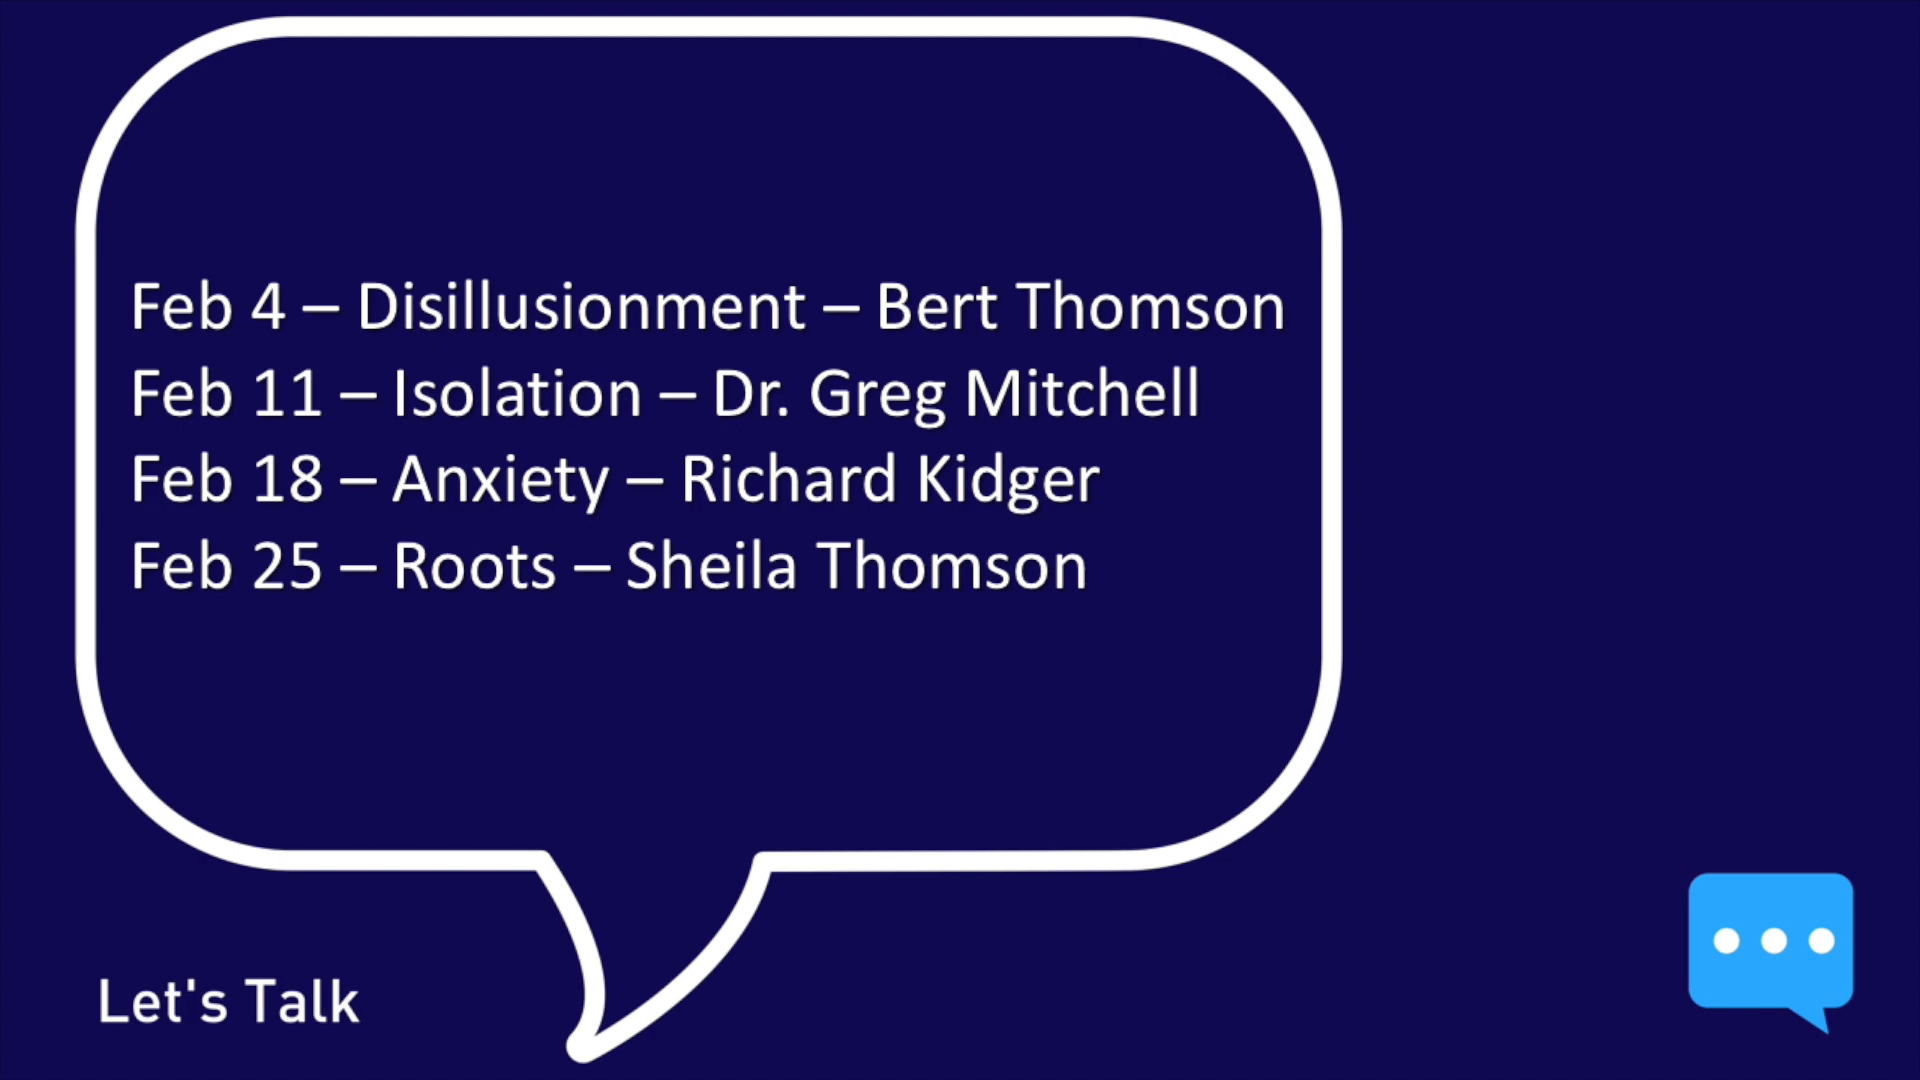 Feb 4 – Disillusionment – Bert Thomson
Feb 11 – Isolation – Dr. Greg Mitchell
Feb 18 – Anxiety – Richard Kidger
Feb 25 – Roots – Sheila Thomson
Let's Talk